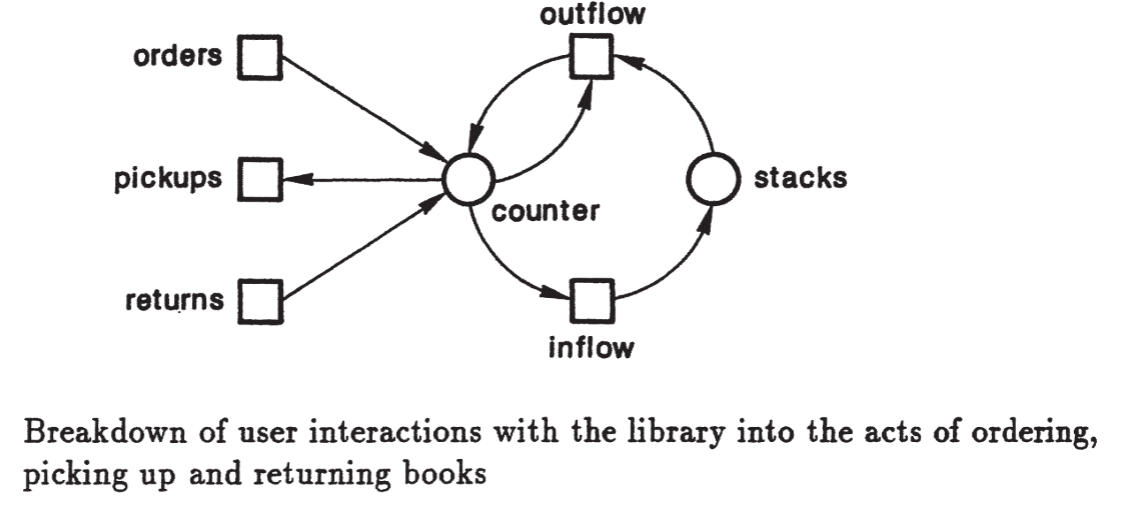 outflow
orders
pickups
stacks
counter
returns
inflow
Breakdown of user interactions with the library into the acts of ordering,
picking up and returning books